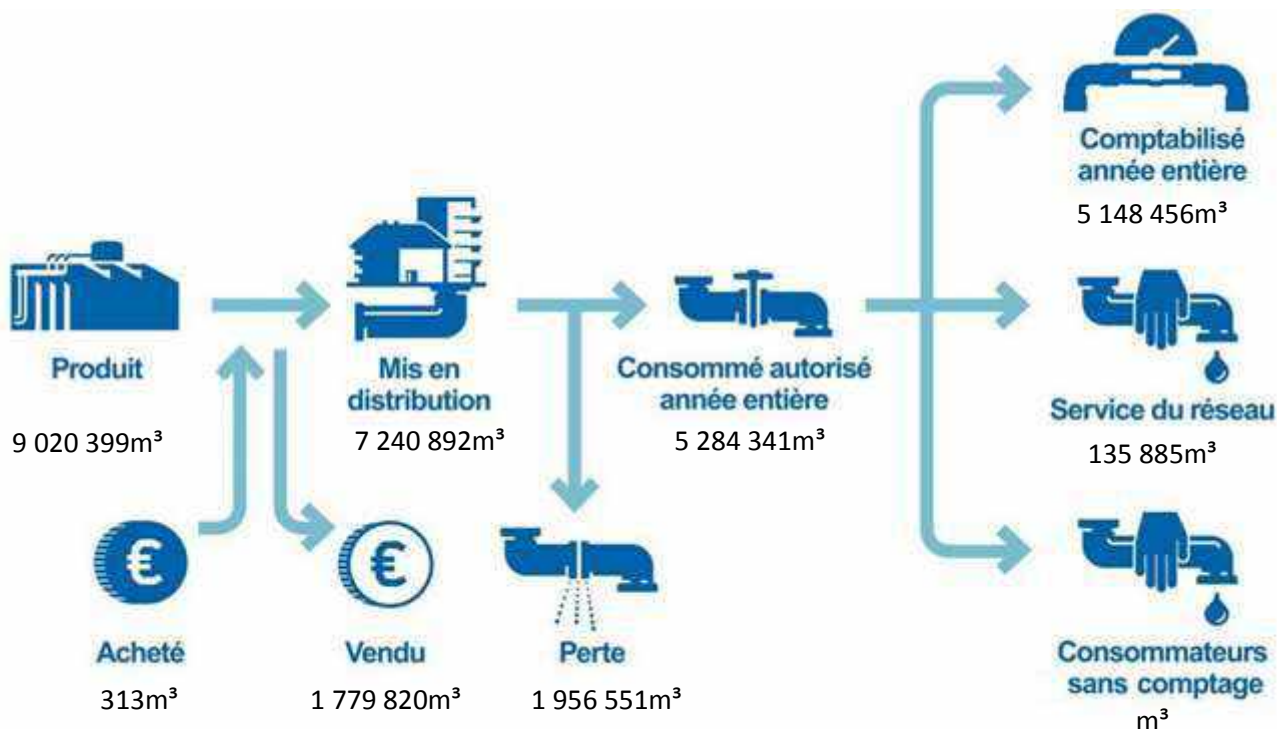 Comptabilisé
année entière
5 148 456m³
Produit
9 020 399m³
Mis en
distribution
7 240 892m³
Consommé autorisé
année entière
5 284 341m³
Service du réseau
135 885m³
€
Acheté
313m³
€
Vendu
1 779 820m³
Perte
1 956 551m³
Consommateurs
sans comptage
m³